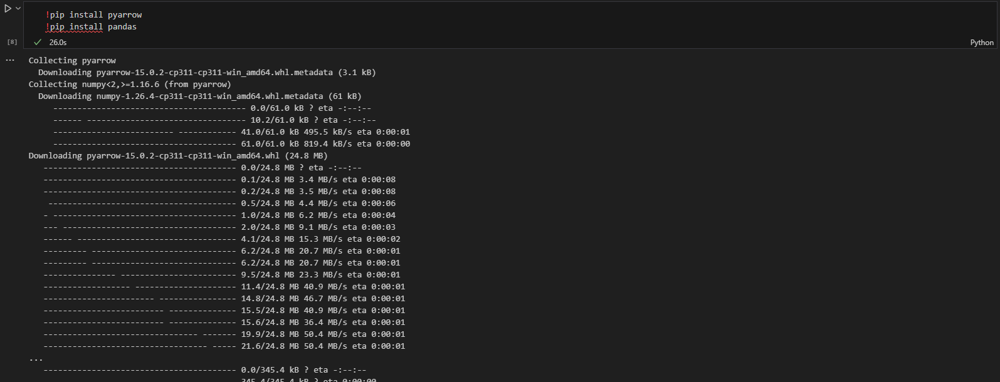 !pip install pyarrow
!pip install pandas
[8]
26.0s
Python
...
Collecting pyarrow
Downloading pyarrow-15.0.2-cp311-cp311-win_amd64.whl.metadata (3.1 kB)
Collecting numpy<2,>=1.16.6 (from pyarrow)
Downloading numpy-1.26.4-cp311-cp311-win_amd64.whl.metadata (61 kB)
---------------------------------------- 0.0/61.0 kB ? eta -:--:--
------ --------------------------------- 10.2/61.0 kB ? eta -:--:--
------------------------- ------------ 41.0/61.0 kB 495.5 kB/s eta 0:00:01
---------------------------------------- 61.0/61.0 kB 819.4 kB/s eta 0:00:00
Downloading pyarrow-15.0.2-cp311-cp311-win_amd64.whl (24.8 MB)
---------------------------------------- 0.0/24.8 MB ? eta -:--:--
---------------------------------------- 0.1/24.8 MB 3.4 MB/s eta 0:00:08
---------------------------------------- 0.2/24.8 MB 3.5 MB/s eta 0:00:08
--------------------------------------- 0.5/24.8 MB 4.4 MB/s eta 0:00:06
- -------------------------------------- 1.0/24.8 MB 6.2 MB/s eta 0:00:04
--- ------------------------------------ 2.0/24.8 MB 9.1 MB/s eta 0:00:03
------ --------------------------------- 4.1/24.8 MB 15.3 MB/s eta 0:00:02
--------- ------------------------------ 6.2/24.8 MB 20.7 MB/s eta 0:00:01
--------- ------------------------------ 6.2/24.8 MB 20.7 MB/s eta 0:00:01
--------------- ------------------------ 9.5/24.8 MB 23.3 MB/s eta 0:00:01
------------------ --------------------- 11.4/24.8 MB 40.9 MB/s eta 0:00:01
----------------------- ---------------- 14.8/24.8 MB 46.7 MB/s eta 0:00:01
------------------------- -------------- 15.5/24.8 MB 40.9 MB/s eta 0:00:01
------------------------- -------------- 15.6/24.8 MB 36.4 MB/s eta 0:00:01
-------------------------------- ------- 19.9/24.8 MB 50.4 MB/s eta 0:00:01
---------------------------------- ----- 21.6/24.8 MB 50.4 MB/s eta 0:00:01
...
---------------------------------------- 0.0/345.4 kB ? eta -:--:--
345.4/345.4 kB ? eta 0:00:00